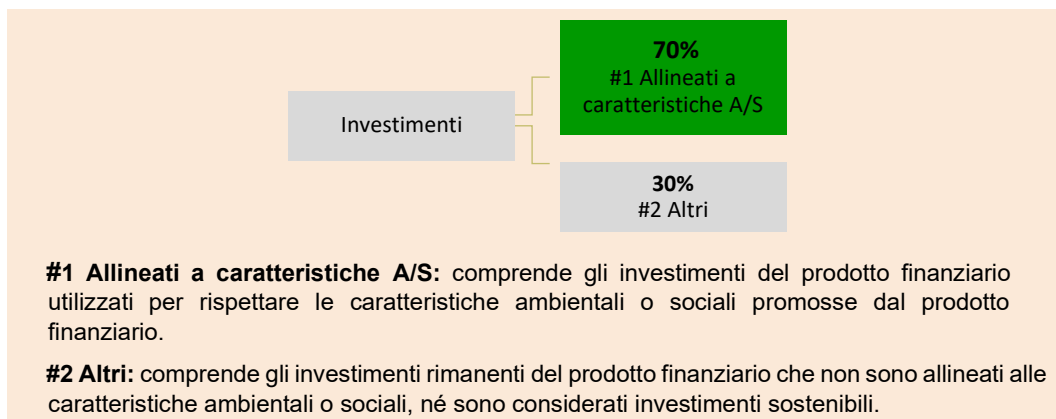 70%
#1 Allineati a
caratteristiche A/S
Investimenti
30%
#2 Altri
#1 Allineati a caratteristiche A/S: comprende gli investimenti del prodotto finanziario
utilizzati per rispettare le caratteristiche ambientali o sociali promosse dal prodotto
finanziario.
#2 Altri: comprende gli investimenti rimanenti del prodotto finanziario che non sono allineati alle
caratteristiche ambientali o sociali, né sono considerati investimenti sostenibili.